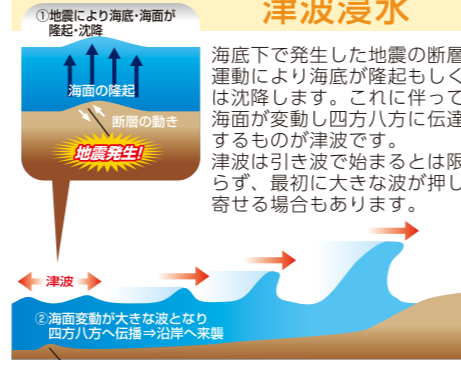 津波浸水
①地震により海底・海面が
隆起・沈降
海面の隆起
断層の動き
地震発生!
海底下で発生した地震の断層
運動により海底が隆起もしく
は沈降します。これに伴って
海面が変動し四方八方に伝達
するものが津波です。
津波は引き波で始まるとは限
らず、最初に大きな波が押し
寄せる場合もあります。
津波
②海面変動が大きな波となり
四方八方へ伝播⇒沿岸へ来襲